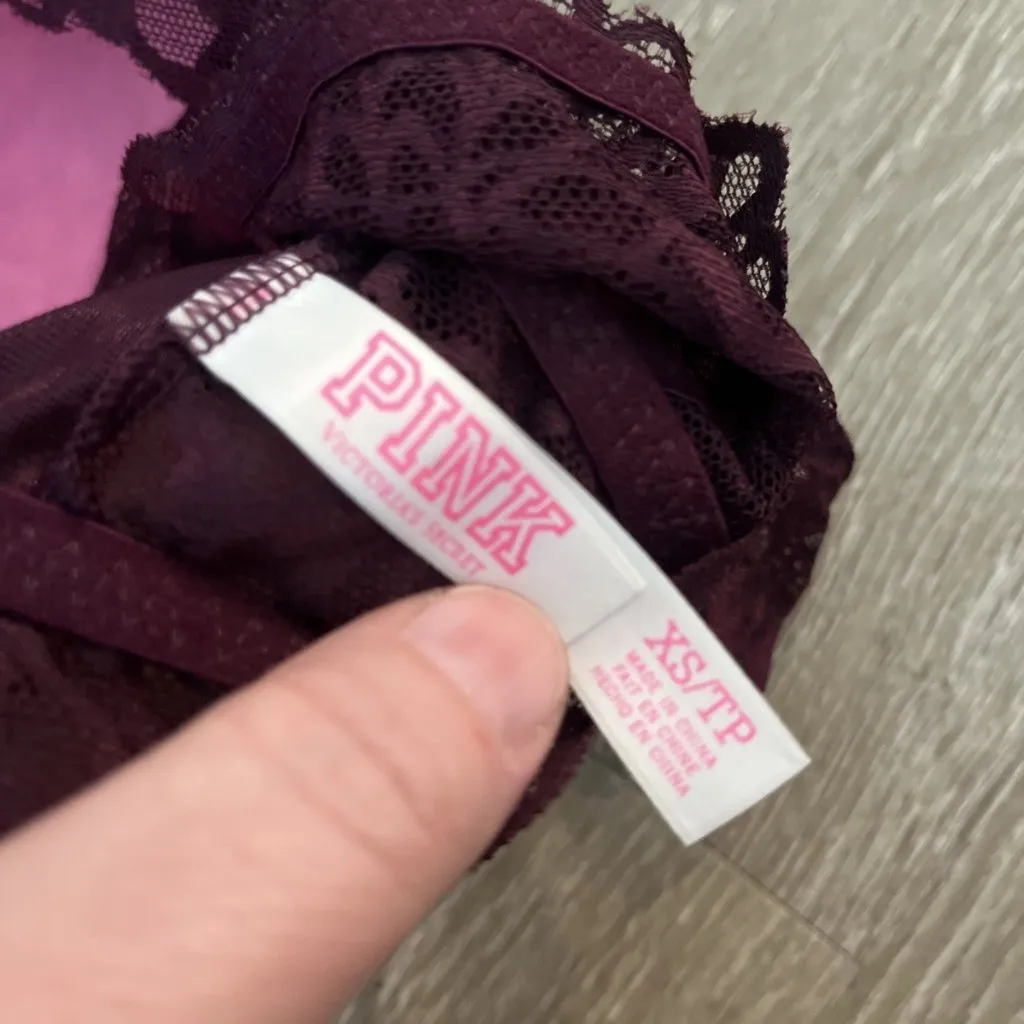 PINK
VICTORIA'S SECRET
XS/TP
MADE IN CHINA
FAIT EN CHINE
HECHO EN CHINA